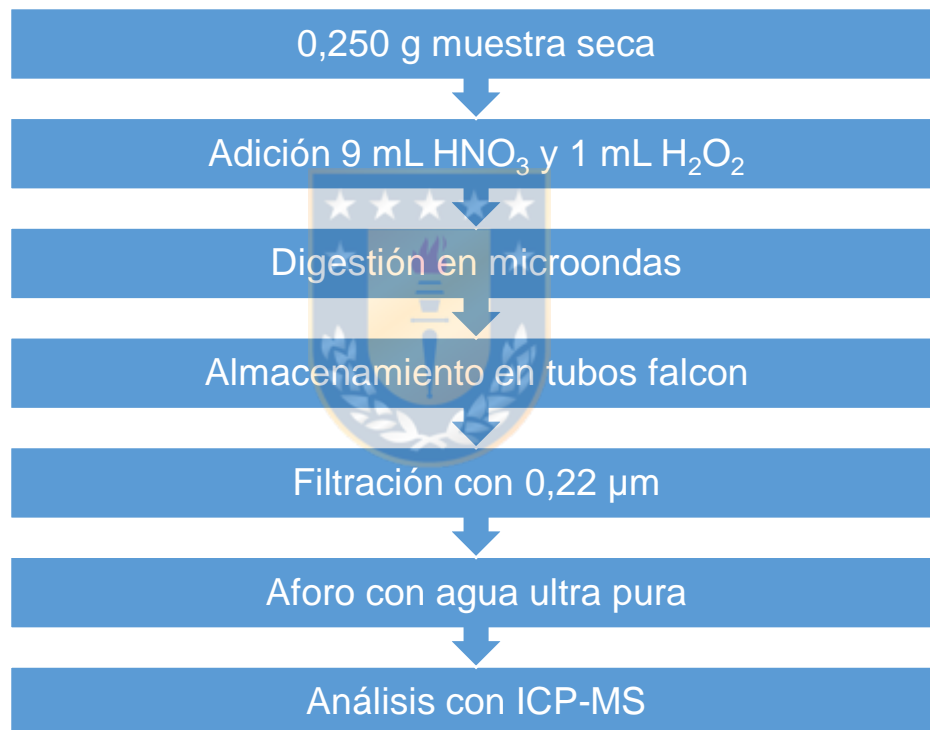 0,250 g muestra seca
Adición 9 mL HNO₃ y 1 mL H₂O₂
Digestión en microondas
Almacenamiento en tubos falcon
Filtración con 0,22 µm
Aforo con agua ultra pura
Análisis con ICP-MS